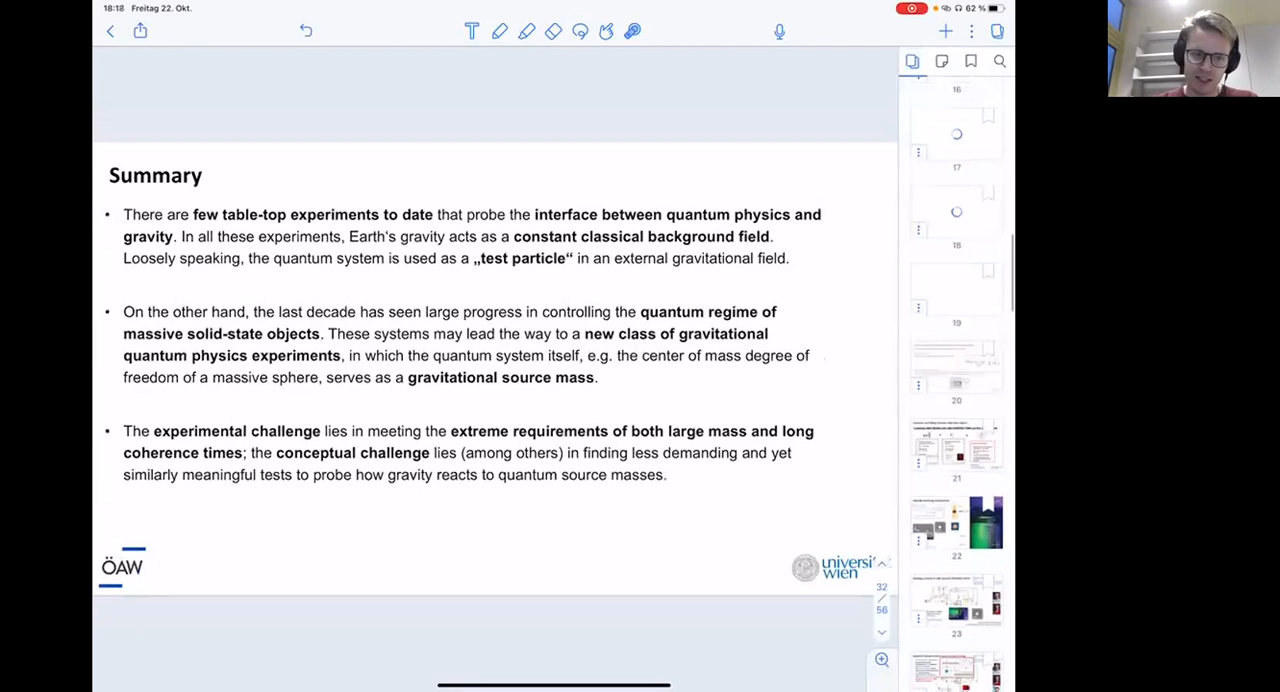 18:18 Freitag 22. Okt.
62 %
Summary
• There are few table-top experiments to date that probe the interface between quantum physics and
gravity. In all these experiments, Earth's gravity acts as a constant classical background field.
Loosely speaking, the quantum system is used as a „test particle“ in an external gravitational field.
• On the other hand, the last decade has seen large progress in controlling the quantum regime of
massive solid-state objects. These systems may lead the way to a new class of gravitational
quantum physics experiments, in which the quantum system itself, e.g. the center of mass degree of
freedom of a massive sphere, serves as a gravitational source mass.
• The experimental challenge lies in meeting the extreme requirements of both large mass and long
coherence time; the conceptual challenge lies (among others) in finding less demanding and yet
similarly meaningful tests to probe how gravity reacts to quantum source masses.
ÖAW
universi
wien
32
/
56
16
17
18
19
20
21
22
23